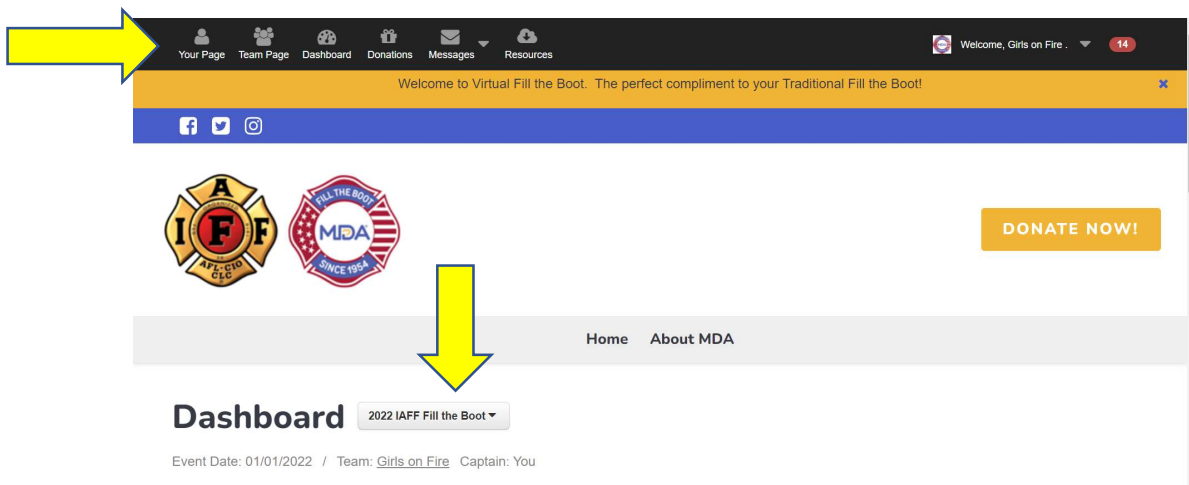 Your Page Team Page Dashboard Donations Messages Resources
Welcome, Girls on Fire . 14
Welcome to Virtual Fill the Boot. The perfect compliment to your Traditional Fill the Boot!
I A F F
AFL-CIO
CLC
FILL THE BOOT
MDA
SINCE 1954
DONATE NOW!
Home About MDA
Dashboard 2022 IAFF Fill the Boot
Event Date: 01/01/2022 / Team: Girls on Fire Captain: You